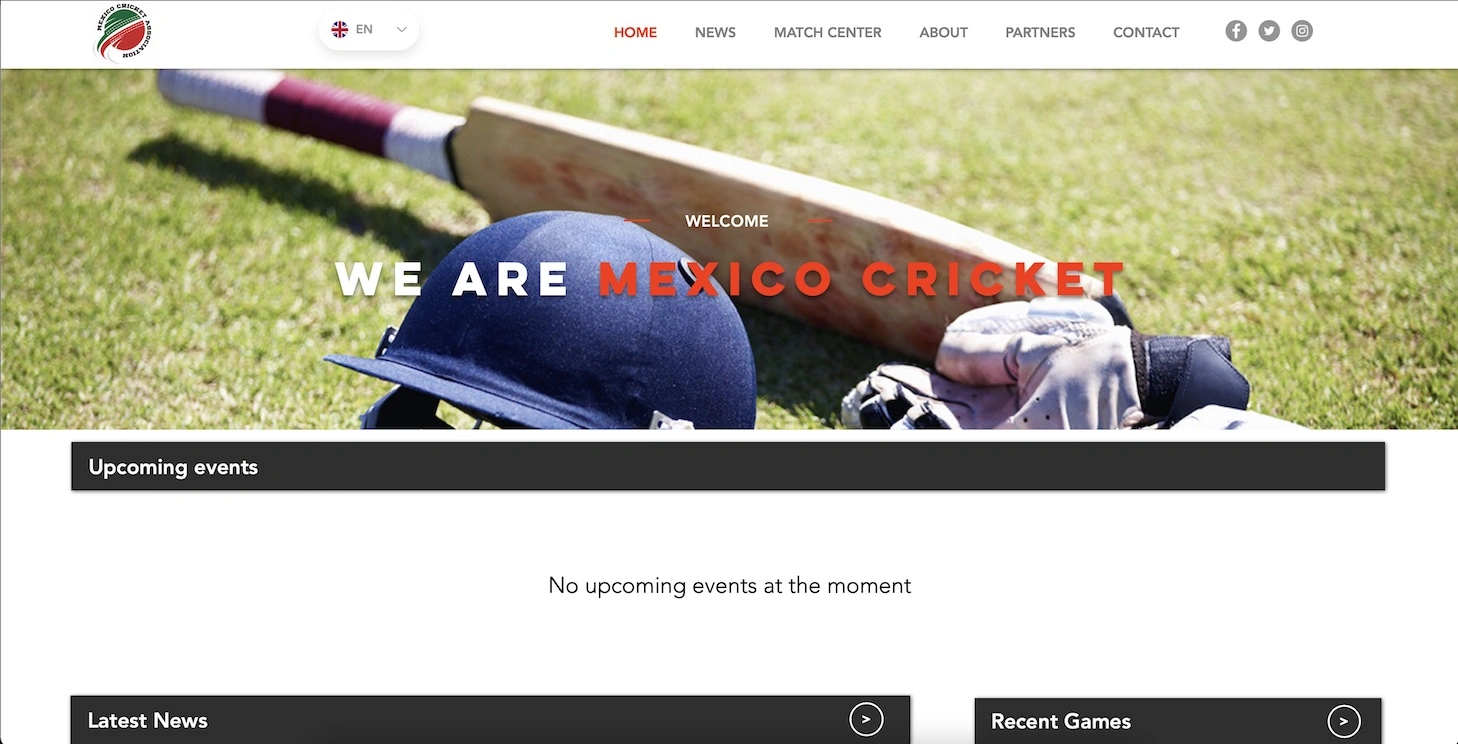 MEXICO CRICKET ASSOCIATION
EN
HOME NEWS MATCH CENTER ABOUT PARTNERS CONTACT
WELCOME
WE ARE MEXICO CRICKET
Upcoming events
No upcoming events at the moment
Latest News >
Recent Games >